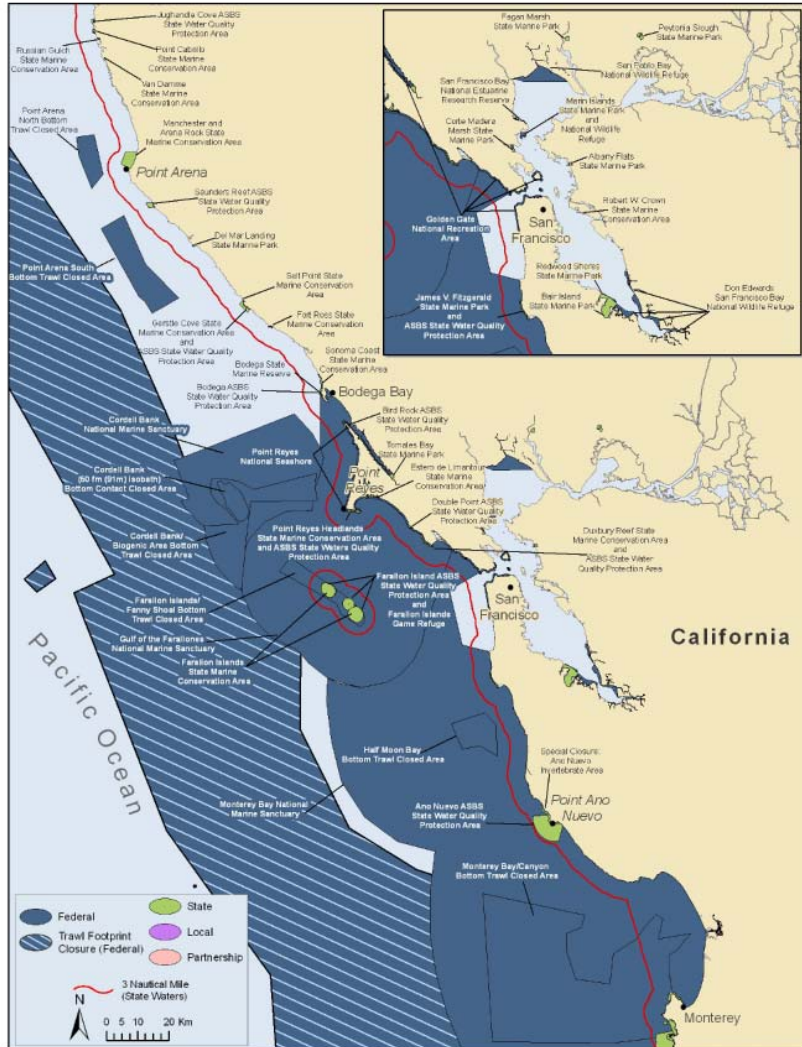 Jughandle Cove ASBS
State Water Quality
Protection Area
Russian Gulch
State Marine
Conservation Area
Point Cabrillo
State Marine
Conservation Area
Van Damme
State Marine
Conservation Area
Point Arena
North Bottom
Trawl Closed Area
Manchester and
Arena Rock State
Marine Conservation
Area
Point Arena
Saunders Reef ASBS
State Water Quality
Protection Area
Del Mar Landing
State Marine Park
Point Arena South
Bottom Trawl Closed Area
Salt Point State
Marine Conservation
Area
Gerstle Cove State
Marine Conservation
Area and
ASBS State Water Quality
Protection Area
Fort Ross State
Marine Conservation
Area
Sonoma Coast
State Marine
Conservation Area
Bodega State
Marine Reserve
Bodega ASBS
State Water Quality
Protection Area
Bodega Bay
Bird Rock ASBS
State Water Quality
Protection Area
Tomales Bay
State Marine Park
Cordell Bank
National Marine Sanctuary
Point Reyes
National Seashore
Point
Reyes
Estero de Limantour
State Marine
Conservation Area
Cordell Bank
(50 fm (91m) isobath)
Bottom Contact Closed Area
Double Point ASBS
State Water Quality
Protection Area
Cordell Bank/
Biogenic Area Bottom
Trawl Closed Area
Point Reyes Headlands
State Marine Conservation Area
and ASBS State Waters Quality
Protection Area
Duxbury Reef State
Marine Conservation Area
and
ASBS State Water
Quality Protection Area
Farallon Islands/
Fanny Shoal Bottom
Trawl Closed Area
Farallon Island ASBS
State Water Quality
Protection Area
and
Farallon Islands
Game Refuge
Gulf of the Farallones
National Marine Sanctuary
Farallon Islands
State Marine
Conservation Area
San
Francisco
California
Pacific Ocean
Half Moon Bay
Bottom Trawl Closed Area
Special Closure:
Ano Nuevo
Invertebrate Area
Monterey Bay National
Marine Sanctuary
Ano Nuevo ASBS
State Water Quality
Protection Area
Point Ano
Nuevo
Monterey Bay/Canyon
Bottom Trawl Closed Area
Monterey
Fagan Marsh
State Marine Park
Peytonia Slough
State Marine Park
San Pablo Bay
National Wildlife Refuge
San Francisco Bay
National Estuarine
Research Reserve
Marin Islands
State Marine Park
and
National Wildlife
Refuge
Corte Madera
Marsh State
Marine Park
Albany Flats
State Marine Park
Golden Gate
National Recreation
Area
San
Francisco
Robert W. Crown
State Marine
Conservation
Area
Redwood Shores
State Marine Park
Bair Island
State Marine Park
Don Edwards
San Francisco Bay
National Wildlife Refuge
James V. Fitzgerald
State Marine Park
and
ASBS State Water Quality
Protection Area
Federal
Trawl Footprint
Closure (Federal)
State
Local
Partnership
3 Nautical Mile
(State Waters)
N
0 5 10 20 Km